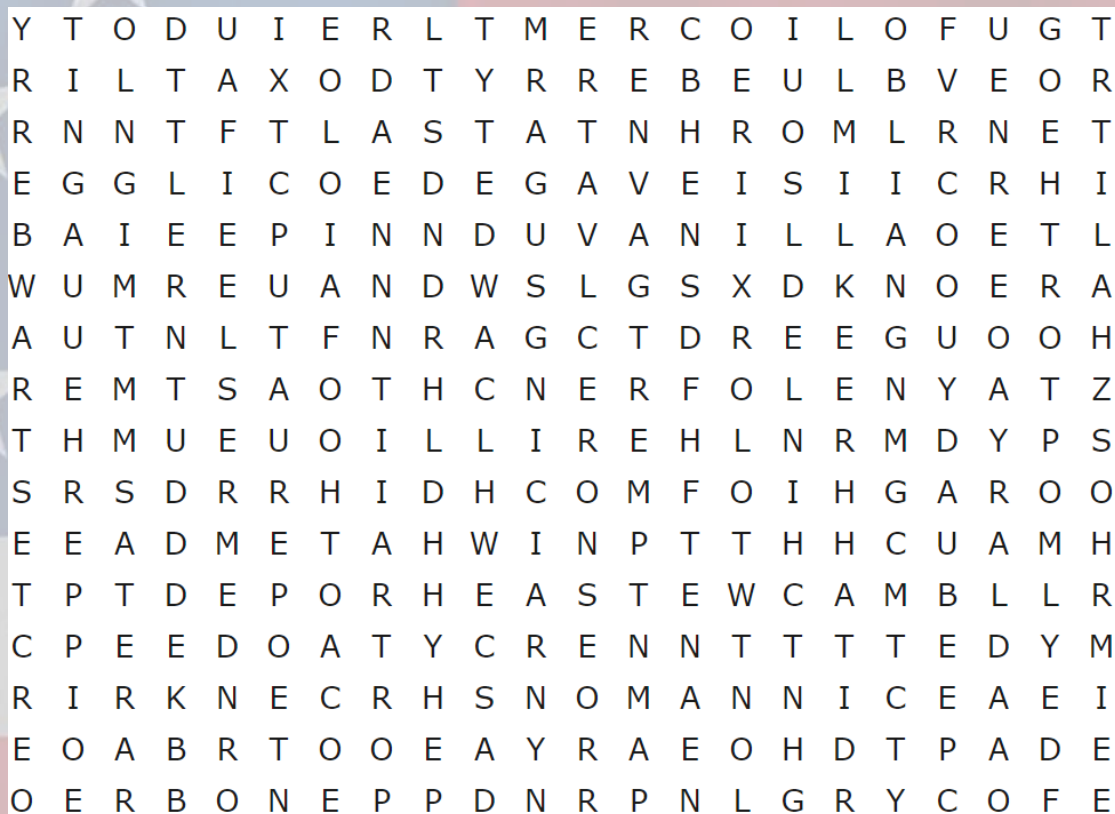 Y T O D U I E R L T M E R C O I L O F U G T
R I L T A X O D T Y R R E B E U L B V E O R
R N N T F T L A S T A T N H R O M L R N E T
E G G L I C O E D E G A V E I S I I C R H I
B A I E E P I N N D U V A N I L L A O E T L
W U M R E U A N D W S L G S X D K N O E R A
A U T N L T F N R A G C T D R E E G U O O H
R E M T S A O T H C N E R F O L E N Y A T Z
T H M U E U O I L L I R E H L N R M D Y P S
S R S D R R H I D H C O M F O I H G A R O O
E E A D M E T A H W I N P T T H H C U A M H
T P T D E P O R H E A S T E W C A M B L L R
C P E E D O A T Y C R E N N T T T T E D Y M
R I R K N E C R H S N O M A N N I C E A E I
E O A B R T O O E A Y R A E O H D T P A D E
O E R B O N E P P D N R P N L G R Y C O F E